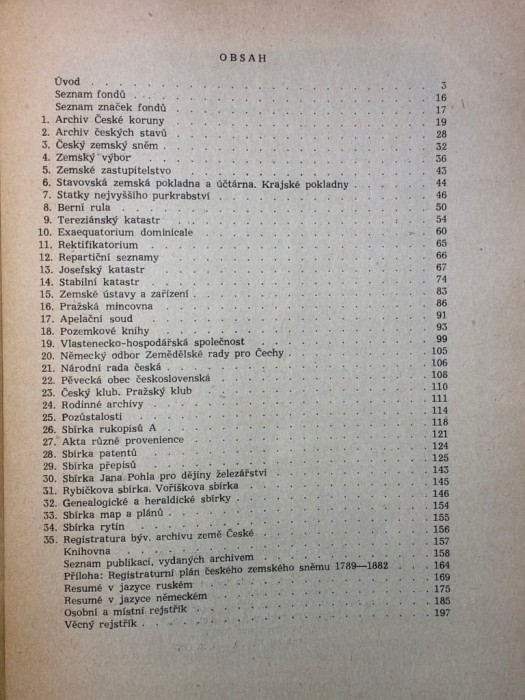 OBSAH
Úvod 3
Seznam fondů 16
Seznam značek fondů 17
1. Archiv České koruny 19
2. Archiv českých stavů 28
3. Český zemský sněm 32
4. Zemský výbor 36
5. Zemské zastupitelstvo 43
6. Stavovská zemská pokladna a účtárna. Krajské pokladny 44
7. Statky nejvyššího purkrabství 46
8. Berní rula 50
9. Tereziánský katastr 54
10. Exaequatorium dominicale 60
11. Rektifikatorium 65
12. Repartiční seznamy 66
13. Josefský katastr 67
14. Stabilní katastr 74
15. Zemské ústavy a zařízení 83
16. Pražská mincovna 86
17. Apelační soud 91
18. Pozemkové knihy 93
19. Vlastenecko-hospodářská společnost 99
20. Německý odbor Zemědělské rady pro Čechy 105
21. Národní rada česká 106
22. Pěvecká obec československá 108
23. Český klub. Pražský klub 110
24. Rodinné archivy 111
25. Pozůstalosti 114
26. Sbírka rukopisů A 118
27. Akta různé provenience 121
28. Sbírka patentů 124
29. Sbírka přepisů 125
30. Sbírka Jana Pohla pro dějiny železářství 143
31. Rybičkova sbírka. Voříškova sbírka 145
32. Genealogické a heraldické sbírky 146
33. Sbírka map a plánů 154
34. Sbírka rytin 155
35. Registratura býv. archivu země České 156
Knihovna 157
Seznam publikací, vydaných archivem 158
Příloha: Registraturní plán českého zemského sněmu 1789—1882 164
Resumé v jazyce ruském 169
Resumé v jazyce německém 175
Osobní a místní rejstřík 185
Věcný rejstřík 197